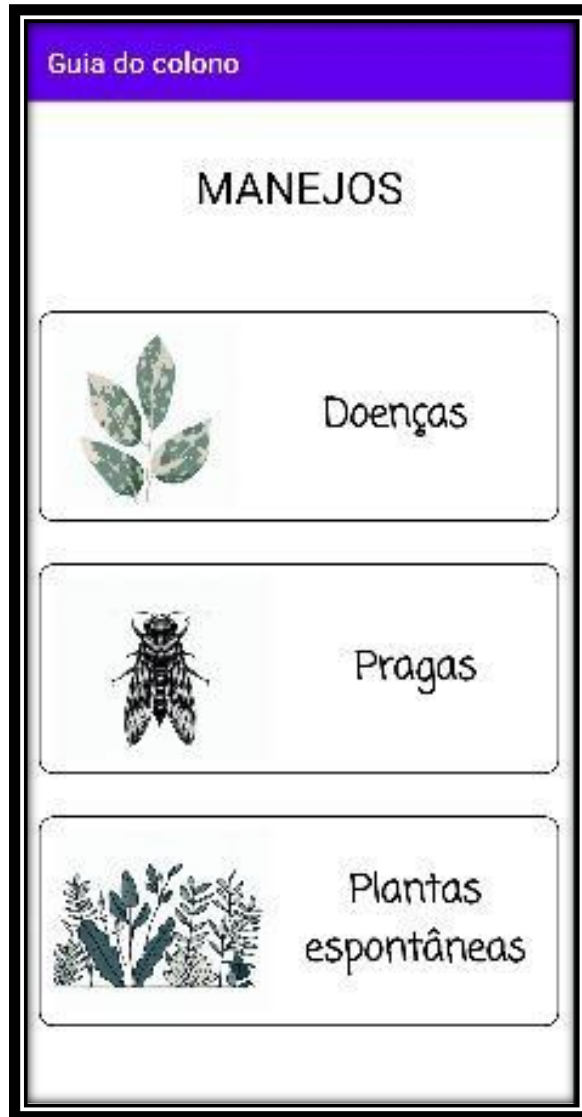 Guia do colono
MANEJOS
Doenças
Pragas
Plantas
espontâneas